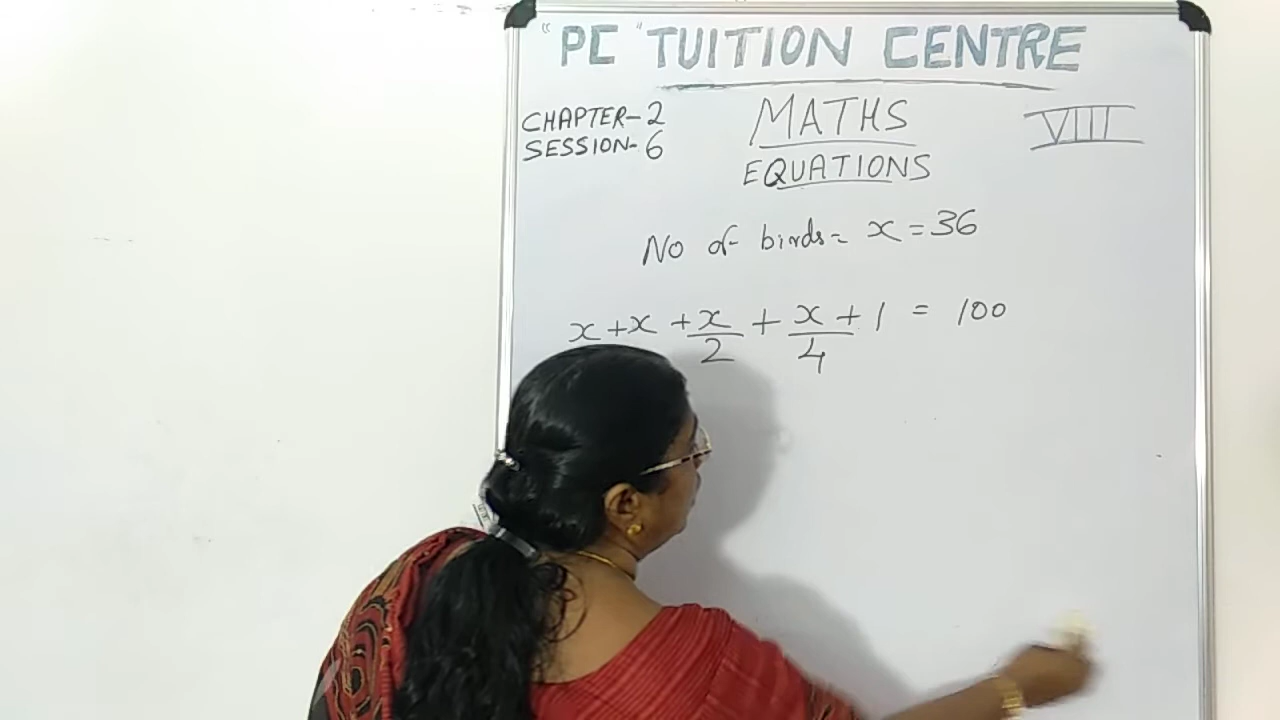 "PC" TUITION CENTRE
CHAPTER-2
SESSION-6
MATHS
VIII
EQUATIONS
No of birds = x = 36
x + x + x/2 + x/4 + 1 = 100